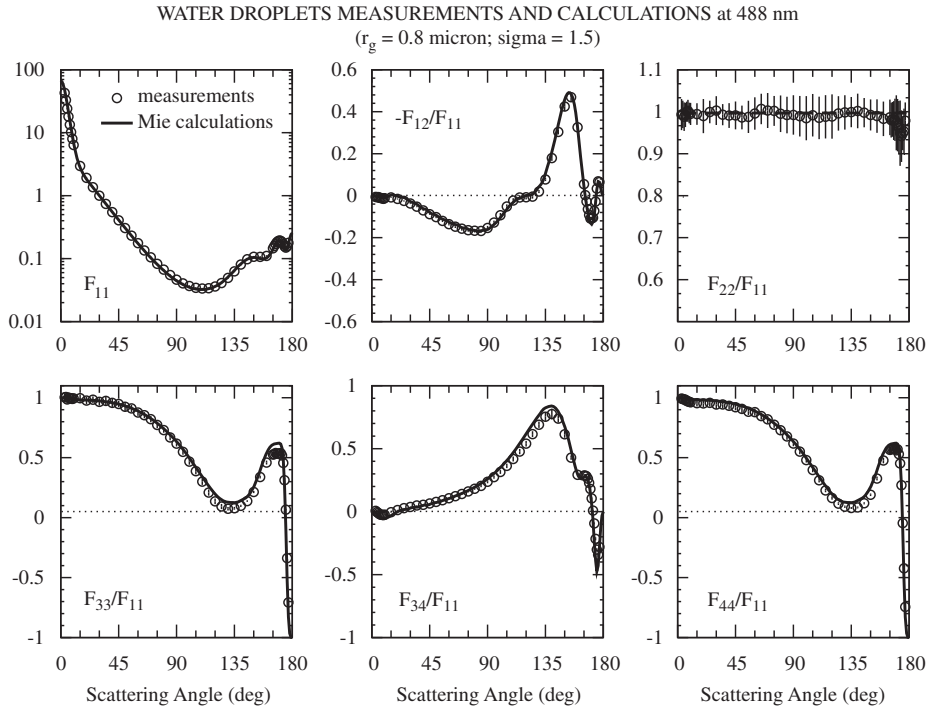 WATER DROPLETS MEASUREMENTS AND CALCULATIONS at 488 nm
(r_g = 0.8 micron; sigma = 1.5)
100
10
1
0.1
0.01
measurements
Mie calculations
F_11
0 45 90 135 180
0.6
0.4
0.2
0
-0.2
-0.4
-0.6
-F_12/F_11
0 45 90 135 180
1.1
1
0.9
0.8
0.7
0.6
F_22/F_11
0 45 90 135 180
1
0.5
0
-0.5
-1
F_33/F_11
0 45 90 135 180
Scattering Angle (deg)
1
0.5
0
-0.5
-1
F_34/F_11
0 45 90 135 180
Scattering Angle (deg)
1
0.5
0
-0.5
-1
F_44/F_11
0 45 90 135 180
Scattering Angle (deg)